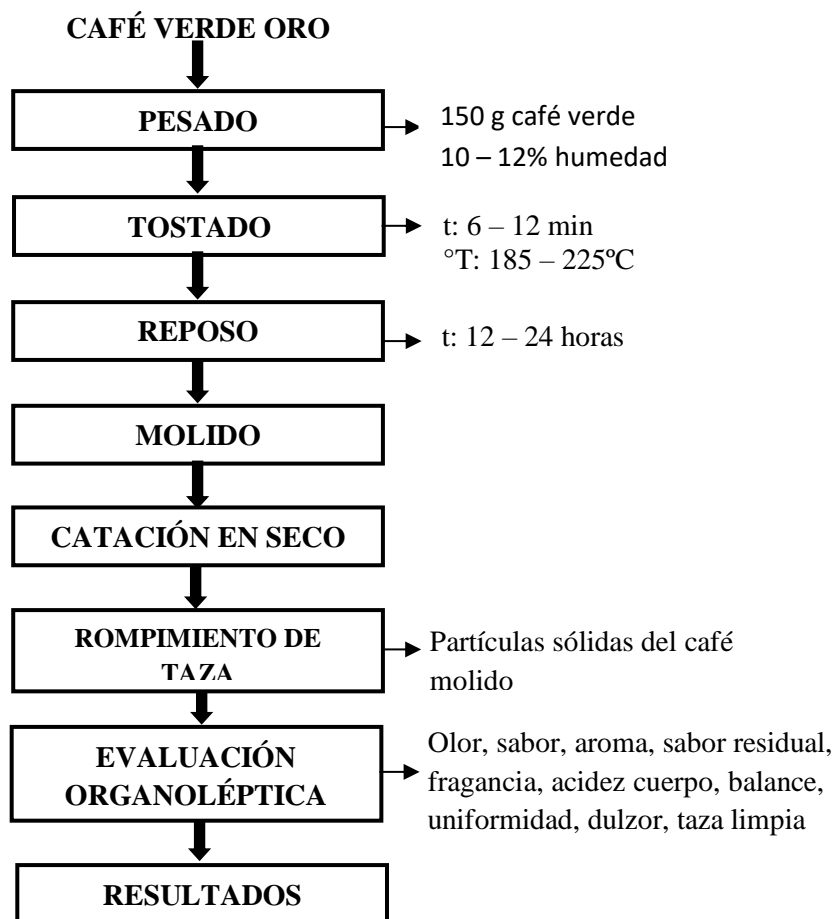 CAFÉ VERDE ORO
PESADO
150 g café verde
10 – 12% humedad
TOSTADO
t: 6 – 12 min
°T: 185 – 225ºC
REPOSO
t: 12 – 24 horas
MOLIDO
CATACIÓN EN SECO
ROMPIMIENTO DE
TAZA
Partículas sólidas del café
molido
EVALUACIÓN
ORGANOLÉPTICA
Olor, sabor, aroma, sabor residual,
fragancia, acidez cuerpo, balance,
uniformidad, dulzor, taza limpia
RESULTADOS